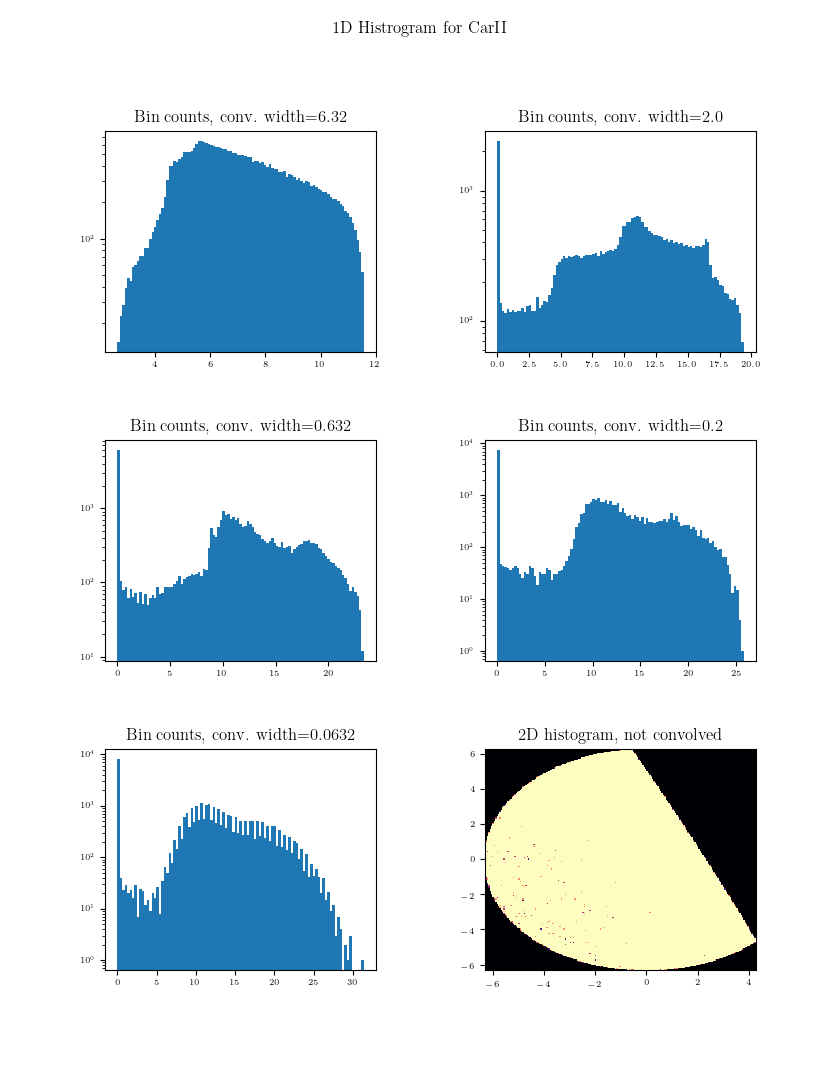 1D Histrogram for CarII
Bin counts, conv. width=6.32
10²
4 6 8 10 12
Bin counts, conv. width=2.0
10³
10²
0.0 2.5 5.0 7.5 10.0 12.5 15.0 17.5 20.0
Bin counts, conv. width=0.632
10³
10²
10¹
0 5 10 15 20
Bin counts, conv. width=0.2
10⁴
10³
10²
10¹
10⁰
0 5 10 15 20 25
Bin counts, conv. width=0.0632
10⁴
10³
10²
10¹
10⁰
0 5 10 15 20 25 30
2D histogram, not convolved
6
4
2
0
−2
−4
−6
−6 −4 −2 0 2 4